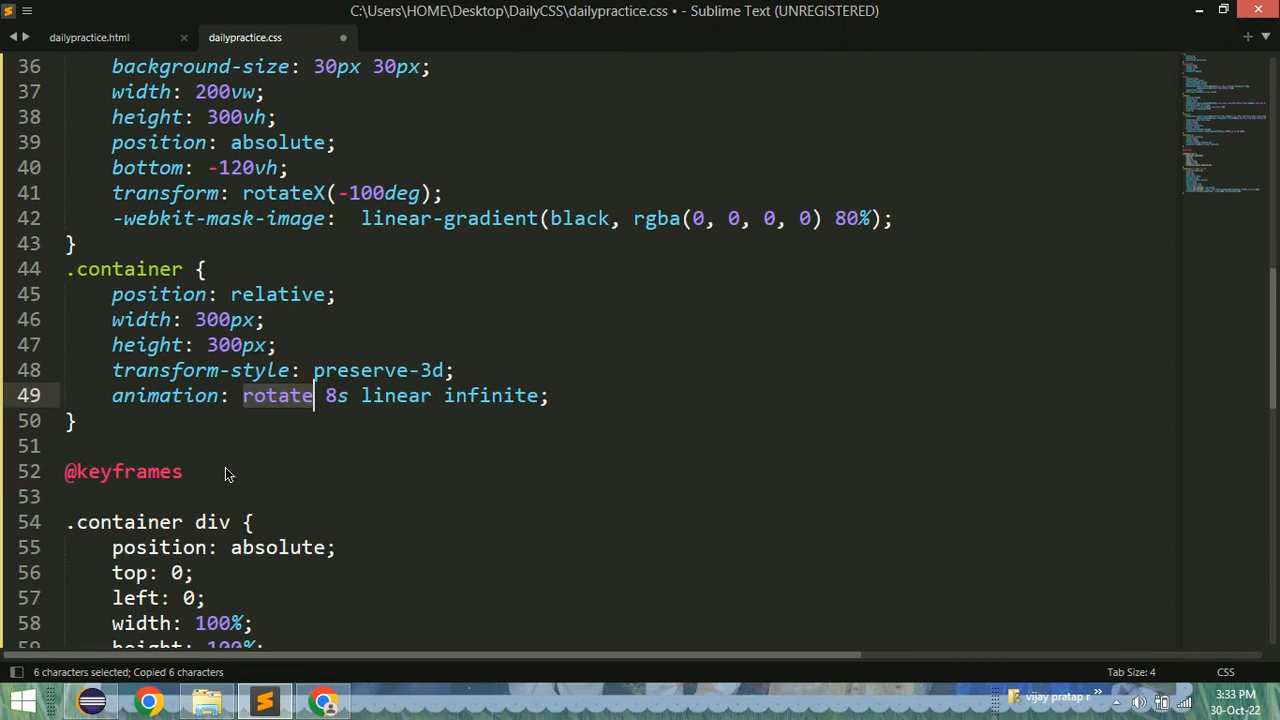 C:\Users\HOME\Desktop\DailyCSS\dailypractice.css • - Sublime Text (UNREGISTERED)
dailypractice.html
dailypractice.css
36 background-size: 30px 30px;
37 width: 200vw;
38 height: 300vh;
39 position: absolute;
40 bottom: -120vh;
41 transform: rotateX(-100deg);
42 -webkit-mask-image: linear-gradient(black, rgba(0, 0, 0, 0) 80%);
43 }
44 .container {
45 position: relative;
46 width: 300px;
47 height: 300px;
48 transform-style: preserve-3d;
49 animation: rotate 8s linear infinite;
50 }
51
52 @keyframes
53
54 .container div {
55 position: absolute;
56 top: 0;
57 left: 0;
58 width: 100%;
59 height: 100%;
6 characters selected; Copied 6 characters
Tab Size: 4
CSS
vijay pratap r »
3:33 PM
30-Oct-22